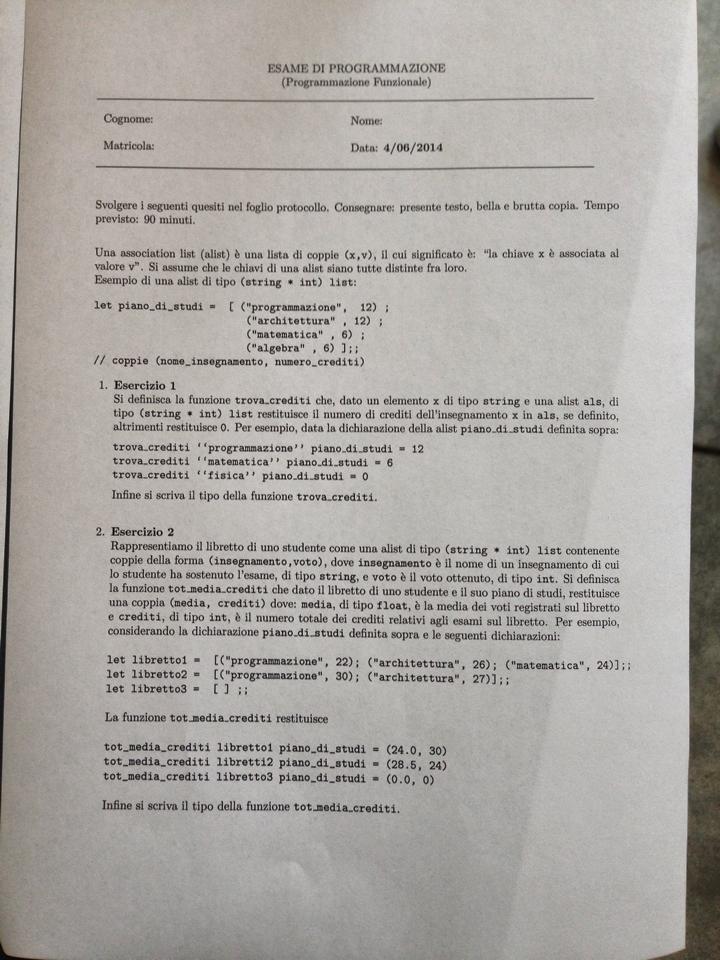 ESAME DI PROGRAMMAZIONE
(Programmazione Funzionale)
Cognome:
Nome:
Matricola:
Data: 4/06/2014
Svolgere i seguenti quesiti nel foglio protocollo. Consegnare: presente testo, bella e brutta copia. Tempo
previsto: 90 minuti.
Una association list (alist) è una lista di coppie (x,v), il cui significato è: "la chiave x è associata al
valore v". Si assume che le chiavi di una alist siano tutte distinte fra loro.
Esempio di una alist di tipo (string * int) list:
let piano_di_studi = [ ("programmazione", 12) ;
("architettura" , 12) ;
("matematica" , 6) ;
("algebra" , 6) ];;
// coppie (nome_insegnamento, numero_crediti)
1. Esercizio 1
Si definisca la funzione trova_crediti che, dato un elemento x di tipo string e una alist als, di
tipo (string * int) list restituisce il numero di crediti dell'insegnamento x in als, se definito,
altrimenti restituisce 0. Per esempio, data la dichiarazione della alist piano_di_studi definita sopra:
trova_crediti ‘‘programmazione’’ piano_di_studi = 12
trova_crediti ‘‘matematica’’ piano_di_studi = 6
trova_crediti ‘‘fisica’’ piano_di_studi = 0
Infine si scriva il tipo della funzione trova_crediti.
2. Esercizio 2
Rappresentiamo il libretto di uno studente come una alist di tipo (string * int) list contenente
coppie della forma (insegnamento,voto), dove insegnamento è il nome di un insegnamento di cui
lo studente ha sostenuto l'esame, di tipo string, e voto è il voto ottenuto, di tipo int. Si definisca
la funzione tot_media_crediti che dato il libretto di uno studente e il suo piano di studi, restituisce
una coppia (media, crediti) dove: media, di tipo float, è la media dei voti registrati sul libretto
e crediti, di tipo int, è il numero totale dei crediti relativi agli esami sul libretto. Per esempio,
considerando la dichiarazione piano_di_studi definita sopra e le seguenti dichiarazioni:
let libretto1 = [("programmazione", 22); ("architettura", 26); ("matematica", 24)];;
let libretto2 = [("programmazione", 30); ("architettura", 27)];;
let libretto3 = [ ] ;;
La funzione tot_media_crediti restituisce
tot_media_crediti libretto1 piano_di_studi = (24.0, 30)
tot_media_crediti libretti2 piano_di_studi = (28.5, 24)
tot_media_crediti libretto3 piano_di_studi = (0.0, 0)
Infine si scriva il tipo della funzione tot_media_crediti.